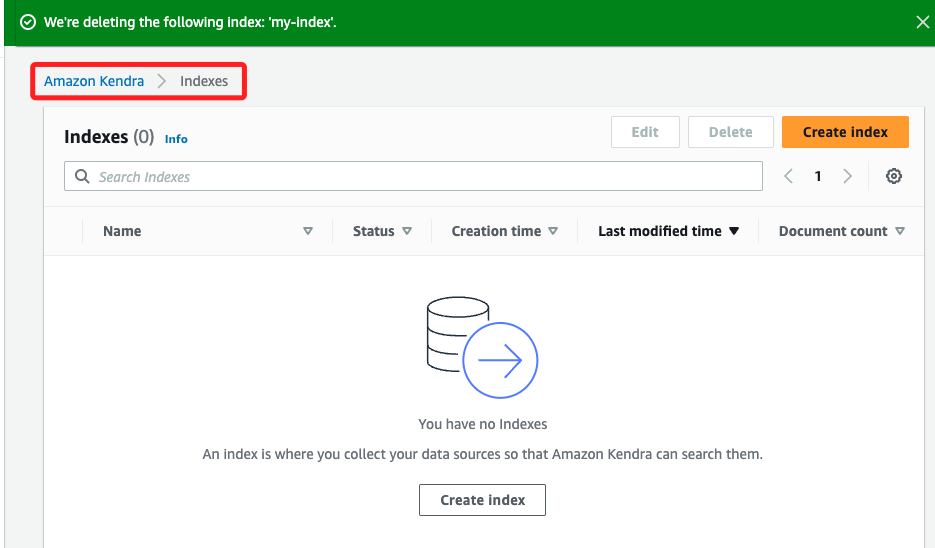 We're deleting the following index: 'my-index'.
Amazon Kendra Indexes
Indexes (0) Info Edit Delete Create index
Search Indexes 1
Name Status Creation time Last modified time Document count
You have no Indexes
An index is where you collect your data sources so that Amazon Kendra can search them.
Create index